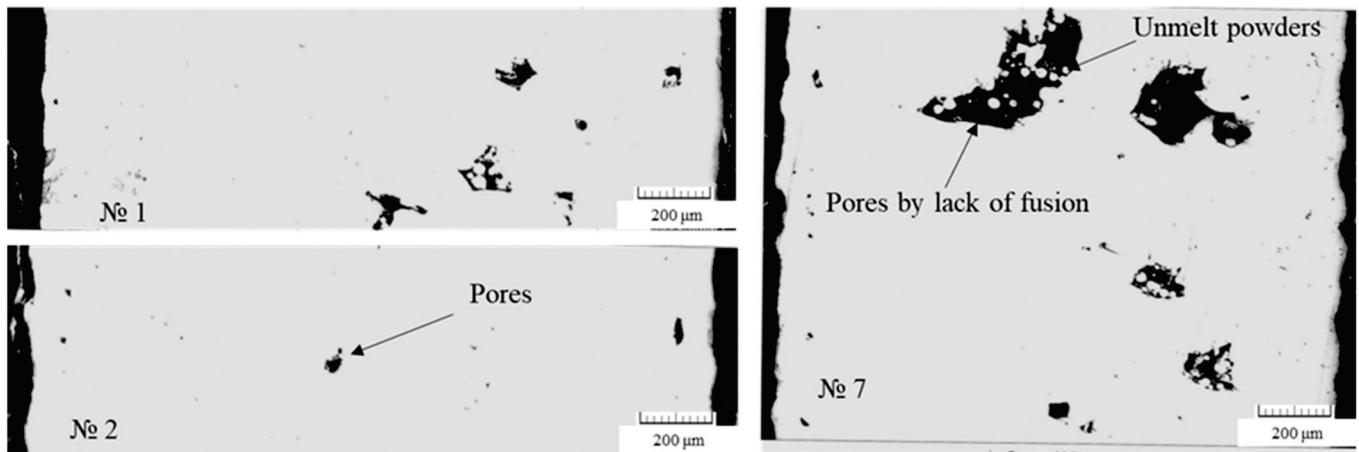 № 1
200 µm
Pores
№ 2
200 µm
Unmelt powders
Pores by lack of fusion
№ 7
200 µm